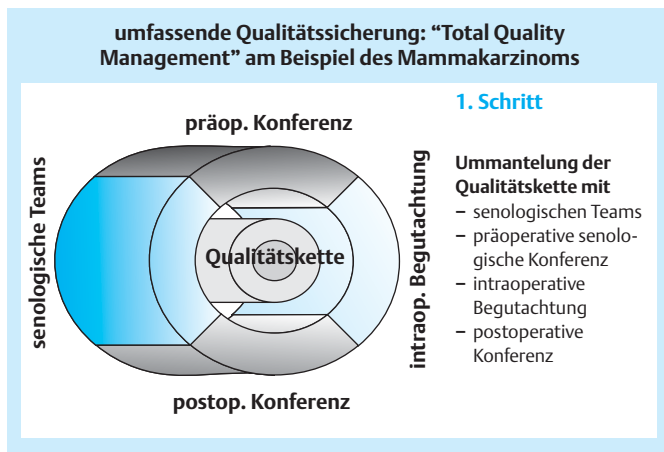 umfassende Qualitätssicherung: “Total Quality
Management” am Beispiel des Mammakarzinoms
präop. Konferenz
senologische Teams
Qualitätskette
intraop. Begutachtung
postop. Konferenz
1. Schritt
Ummantelung der
Qualitätskette mit
– senologischen Teams
– präoperative senolo-
gische Konferenz
– intraoperative
Begutachtung
– postoperative
Konferenz